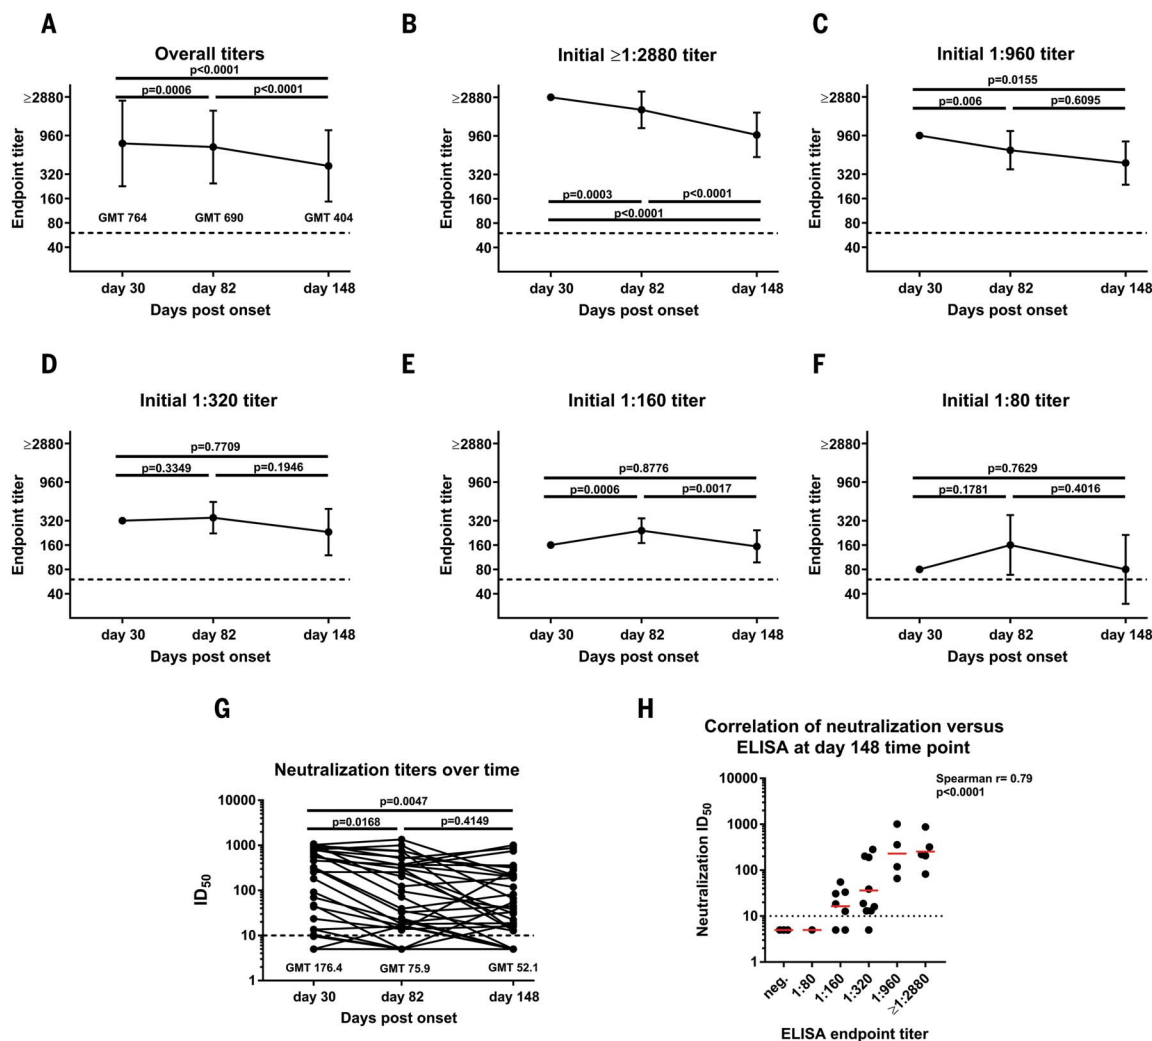 A
Overall titers
p<0.0001
p=0.0006
p<0.0001
≥2880
960
320
160
80
40
Endpoint titer
GMT 764
GMT 690
GMT 404
day 30
day 82
day 148
Days post onset
B
Initial ≥1:2880 titer
≥2880
960
320
160
80
40
Endpoint titer
p=0.0003
p<0.0001
p<0.0001
day 30
day 82
day 148
Days post onset
C
Initial 1:960 titer
p=0.0155
p=0.006
p=0.6095
≥2880
960
320
160
80
40
Endpoint titer
day 30
day 82
day 148
Days post onset
D
Initial 1:320 titer
p=0.7709
p=0.3349
p=0.1946
≥2880
960
320
160
80
40
Endpoint titer
day 30
day 82
day 148
Days post onset
E
Initial 1:160 titer
p=0.8776
p=0.0006
p=0.0017
≥2880
960
320
160
80
40
Endpoint titer
day 30
day 82
day 148
Days post onset
F
Initial 1:80 titer
p=0.7629
p=0.1781
p=0.4016
≥2880
960
320
160
80
40
Endpoint titer
day 30
day 82
day 148
Days post onset
G
Neutralization titers over time
p=0.0047
p=0.0168
p=0.4149
10000
1000
100
10
1
ID50
GMT 176.4
GMT 75.9
GMT 52.1
day 30
day 82
day 148
Days post onset
H
Correlation of neutralization versus
ELISA at day 148 time point
Spearman r= 0.79
p<0.0001
10000
1000
100
10
1
Neutralization ID50
neg.
1:80
1:160
1:320
1:960
≥1:2880
ELISA endpoint titer